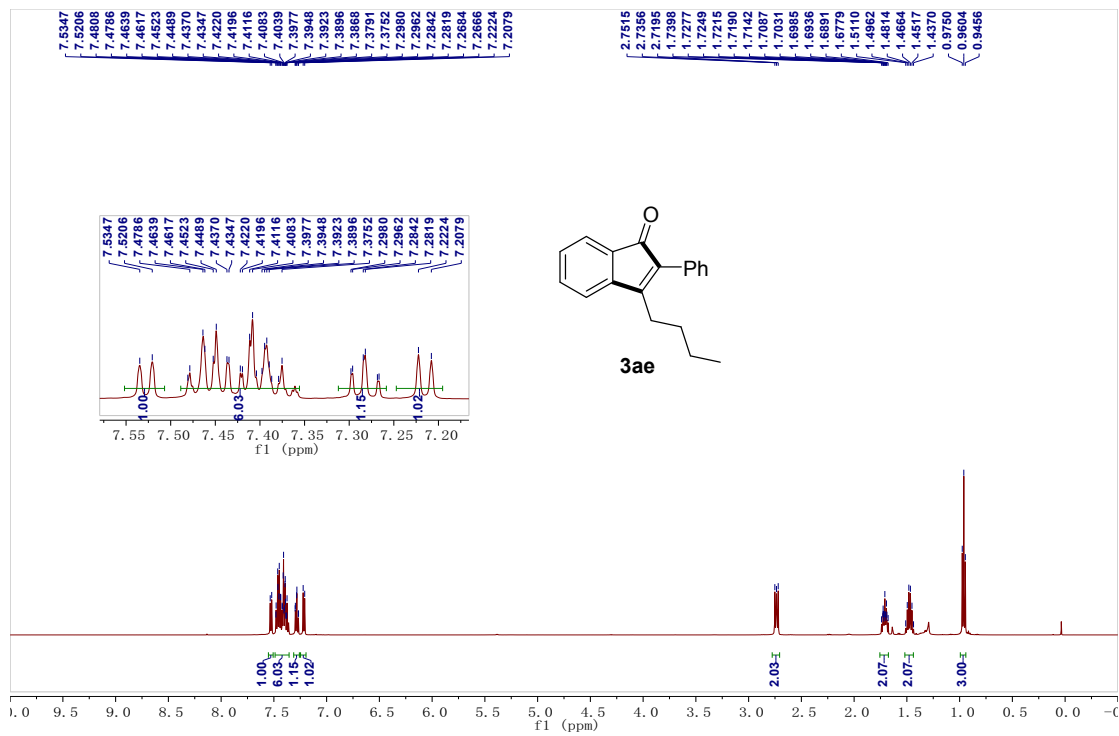 7.5347 7.5206 7.4808 7.4786 7.4639 7.4617 7.4523 7.4489 7.4370 7.4347 7.4220 7.4196 7.4116 7.4083 7.4039 7.3977 7.3948 7.3923 7.3896 7.3868 7.3791 7.3752 7.2980 7.2962 7.2842 7.2819 7.2684 7.2666 7.2224 7.2079
2.7515 2.7356 2.7195 1.7398 1.7277 1.7249 1.7215 1.7190 1.7142 1.7087 1.7031 1.6985 1.6936 1.6891 1.6779 1.5110 1.4962 1.4814 1.4664 1.4517 1.4370 0.9750 0.9604 0.9456
7.5347 7.5206 7.4786 7.4639 7.4617 7.4523 7.4489 7.4370 7.4347 7.4220 7.4196 7.4116 7.4083 7.3977 7.3948 7.3923 7.3896 7.3752 7.2980 7.2962 7.2842 7.2819 7.2224 7.2079
1.00 6.03 1.15 1.02
7.55 7.50 7.45 7.40 7.35 7.30 7.25 7.20
f1 (ppm)
O
Ph
3ae
1.00 6.03 1.15 1.02 2.03 2.07 2.07 3.00
0.0 9.5 9.0 8.5 8.0 7.5 7.0 6.5 6.0 5.5 5.0 4.5 4.0 3.5 3.0 2.5 2.0 1.5 1.0 0.5 0.0 -0
f1 (ppm)